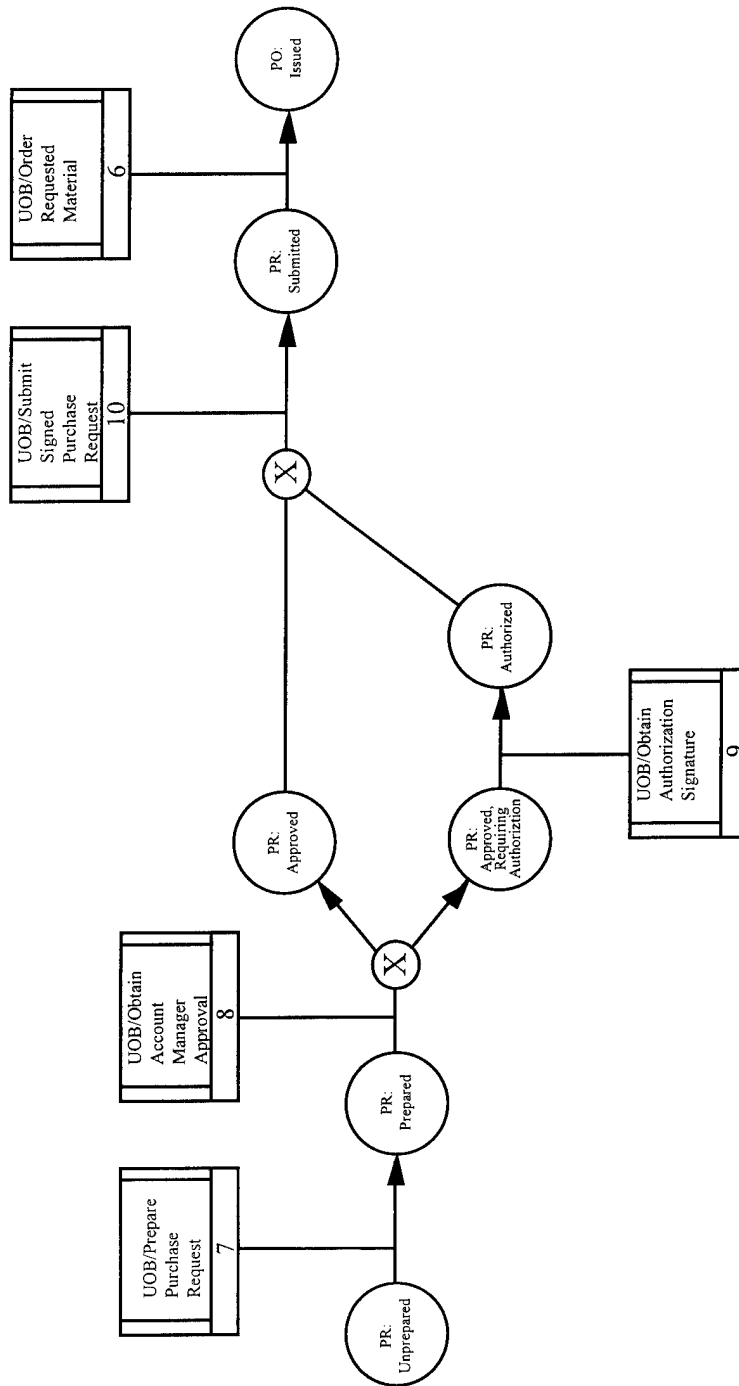 UOB/Prepare
Purchase
Request
7
PR:
Unprepared
PR:
Prepared
UOB/Obtain
Account
Manager
Approval
8
X
PR:
Approved
PR:
Approved,
Requiring
Authoriztion
UOB/Obtain
Authorization
Signature
9
PR:
Authorized
X
UOB/Submit
Signed
Purchase
Request
10
PR:
Submitted
UOB/Order
Requested
Material
6
PO:
Issued